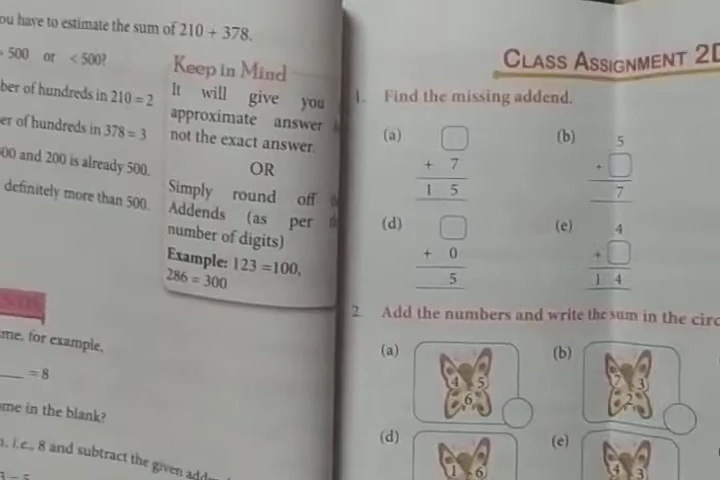 ou have to estimate the sum of 210 + 378.
500 or < 500?
ber of hundreds in 210 = 2
er of hundreds in 378 = 3
00 and 200 is already 500.
definitely more than 500.
Keep in Mind
It will give you
approximate answer
not the exact answer.
OR
Simply round off
Addends (as per
number of digits)
Example: 123 =100,
286 = 300
me, for example,
___ = 8
me in the blank?
i.e., 8 and subtract the given
CLASS ASSIGNMENT 2D
1. Find the missing addend.
(a) □ + 7 1 5
(b) 5 + □ 7
(d) □ + 0 5
(e) 4 + □ 1 4
2. Add the numbers and write the sum in the circ
(a) 4 5 6
(b) 7 3 2
(d) 1 6
(e) 4 3